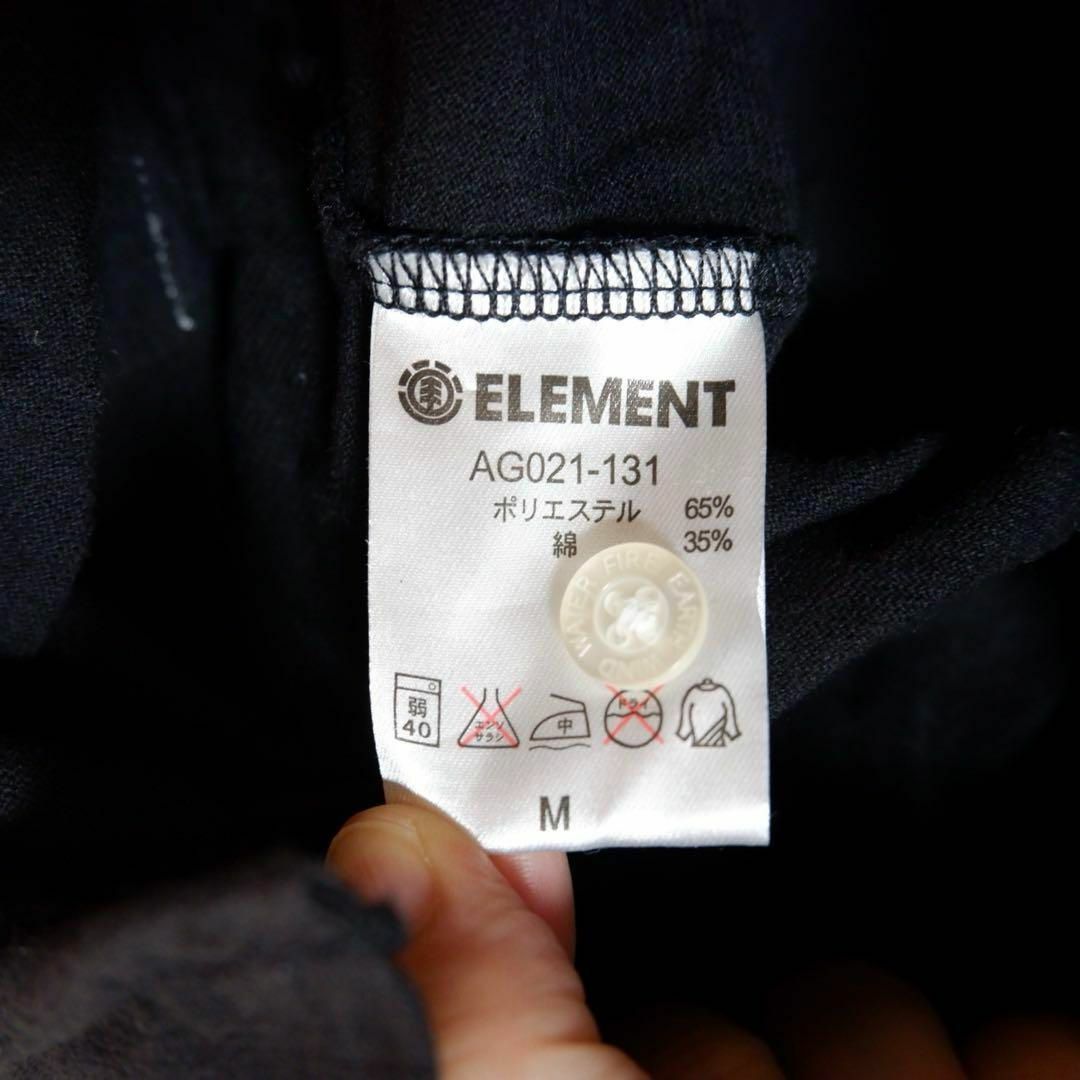 ELEMENT
AG021-131
ポリエステル 65%
綿 35%
WATER FIRE EARTH WIND
弱 40
エンソ サラシ
中
ドライ
M